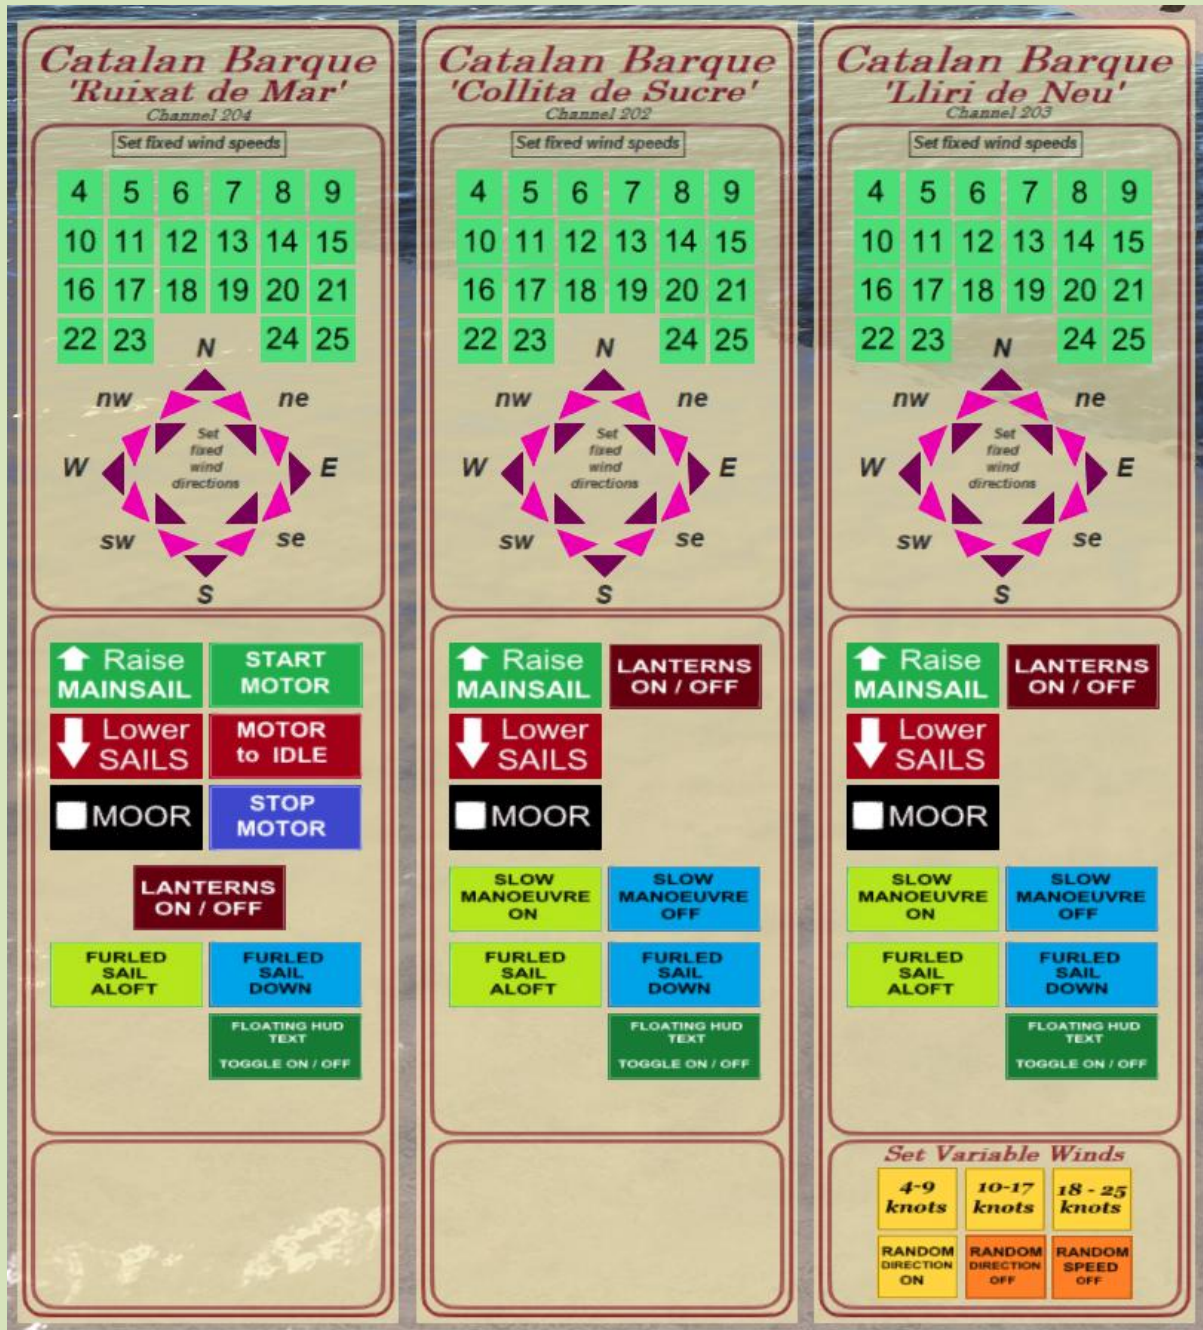 Catalan Barque
'Ruixat de Mar'
Channel 204
Set fixed wind speeds
4 5 6 7 8 9
10 11 12 13 14 15
16 17 18 19 20 21
22 23 24 25
N
nw ne
Set
fixed
W wind E
directions
sw se
S
Raise
MAINSAIL
START
MOTOR
Lower
SAILS
MOTOR
to IDLE
MOOR
STOP
MOTOR
LANTERNS
ON / OFF
FURLED
SAIL
ALOFT
FURLED
SAIL
DOWN
FLOATING HUD
TEXT
TOGGLE ON / OFF
Catalan Barque
'Collita de Sucre'
Channel 202
Set fixed wind speeds
4 5 6 7 8 9
10 11 12 13 14 15
16 17 18 19 20 21
22 23 24 25
N
nw ne
Set
fixed
W wind E
directions
sw se
S
Raise
MAINSAIL
LANTERNS
ON / OFF
Lower
SAILS
MOOR
SLOW
MANOEUVRE
ON
SLOW
MANOEUVRE
OFF
FURLED
SAIL
ALOFT
FURLED
SAIL
DOWN
FLOATING HUD
TEXT
TOGGLE ON / OFF
Catalan Barque
'Lliri de Neu'
Channel 203
Set fixed wind speeds
4 5 6 7 8 9
10 11 12 13 14 15
16 17 18 19 20 21
22 23 24 25
N
nw ne
Set
fixed
W wind E
directions
sw se
S
Raise
MAINSAIL
LANTERNS
ON / OFF
Lower
SAILS
MOOR
SLOW
MANOEUVRE
ON
SLOW
MANOEUVRE
OFF
FURLED
SAIL
ALOFT
FURLED
SAIL
DOWN
FLOATING HUD
TEXT
TOGGLE ON / OFF
Set Variable Winds
4-9
knots
10-17
knots
18 - 25
knots
RANDOM
DIRECTION
ON
RANDOM
DIRECTION
OFF
RANDOM
SPEED
OFF